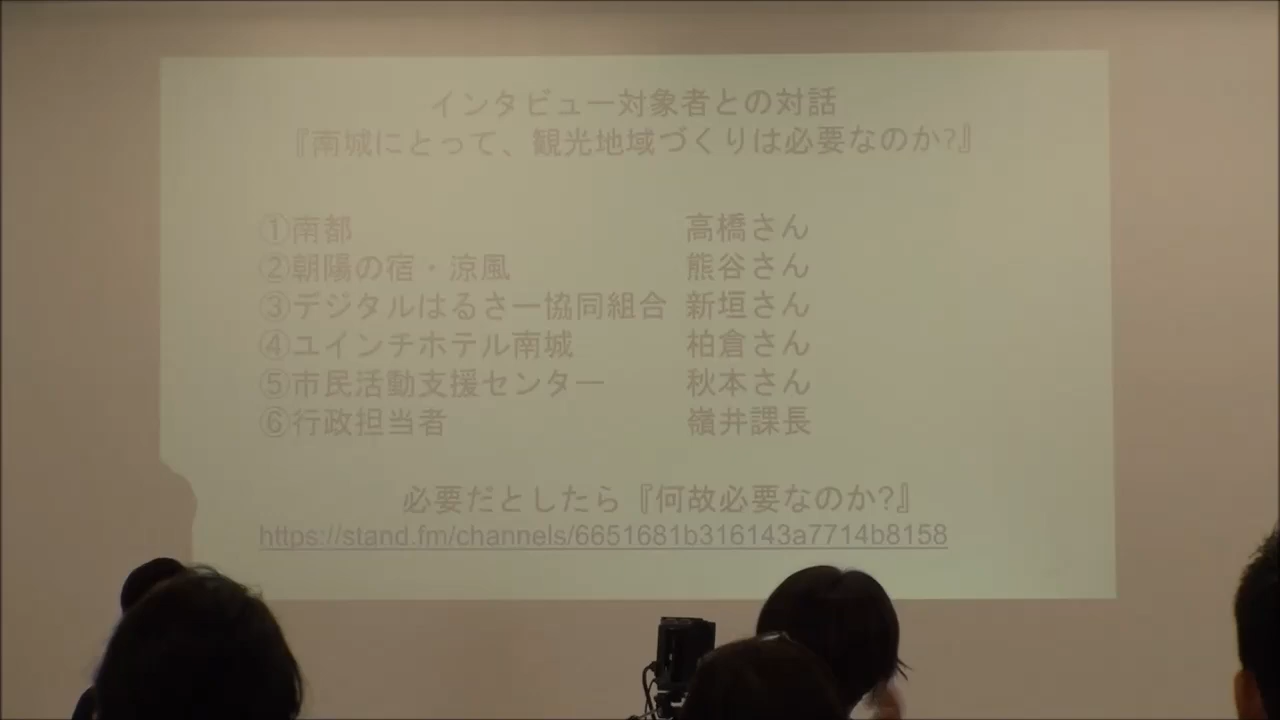 インタビュー対象者との対話
『南城にとって、観光地域づくりは必要なのか?』
①南都 高橋さん
②朝陽の宿・涼風 熊谷さん
③デジタルはるさー協同組合 新垣さん
④ユインチホテル南城 柏倉さん
⑤市民活動支援センター 秋本さん
⑥行政担当者 嶺井課長
必要だとしたら『何故必要なのか?』
https://stand.fm/channels/6651681b316143a7714b8158